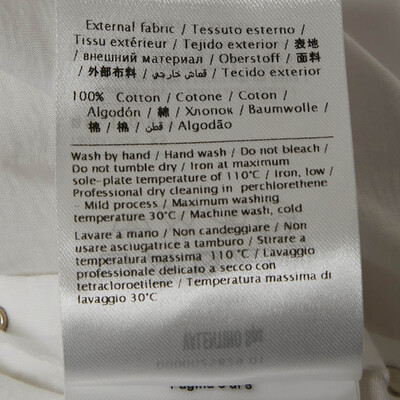 External fabric / Tessuto esterno /
Tissu extérieur / Tejido exterior / 表地
/ внешний материал / Oberstoff / 面料
/ 外部布料 / قماش خارجي / Tecido exterior
100% Cotton / Cotone / Coton /
Algodón / 綿 / Хлопок / Baumwolle /
棉 / 棉 / قطن / Algodão
Wash by hand / Hand wash / Do not bleach /
Do not tumble dry / Iron at maximum
sole-plate temperature of 110°C / Iron, low /
Professional dry cleaning in perchlorethene
- Mild process / Maximum washing
temperature 30°C / Machine wash, cold
Lavare a mano / Non candeggiare / Non
usare asciugatrice a tamburo / Stirare a
temperatura massima 110°C / Lavaggio
professionale delicato a secco con
tetracloroetilene / Temperatura massima di
lavaggio 30°C
VALENTINO